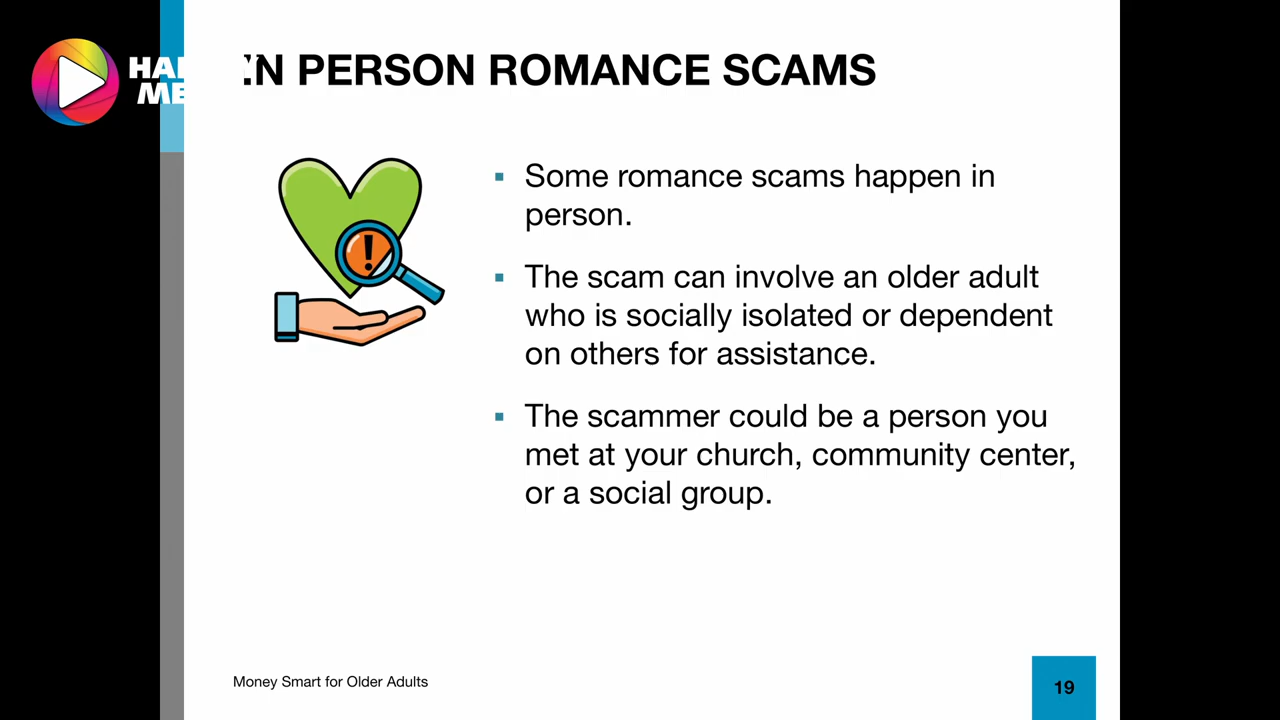 IN PERSON ROMANCE SCAMS
▪ Some romance scams happen in
person.
▪ The scam can involve an older adult
who is socially isolated or dependent
on others for assistance.
▪ The scammer could be a person you
met at your church, community center,
or a social group.
Money Smart for Older Adults
19